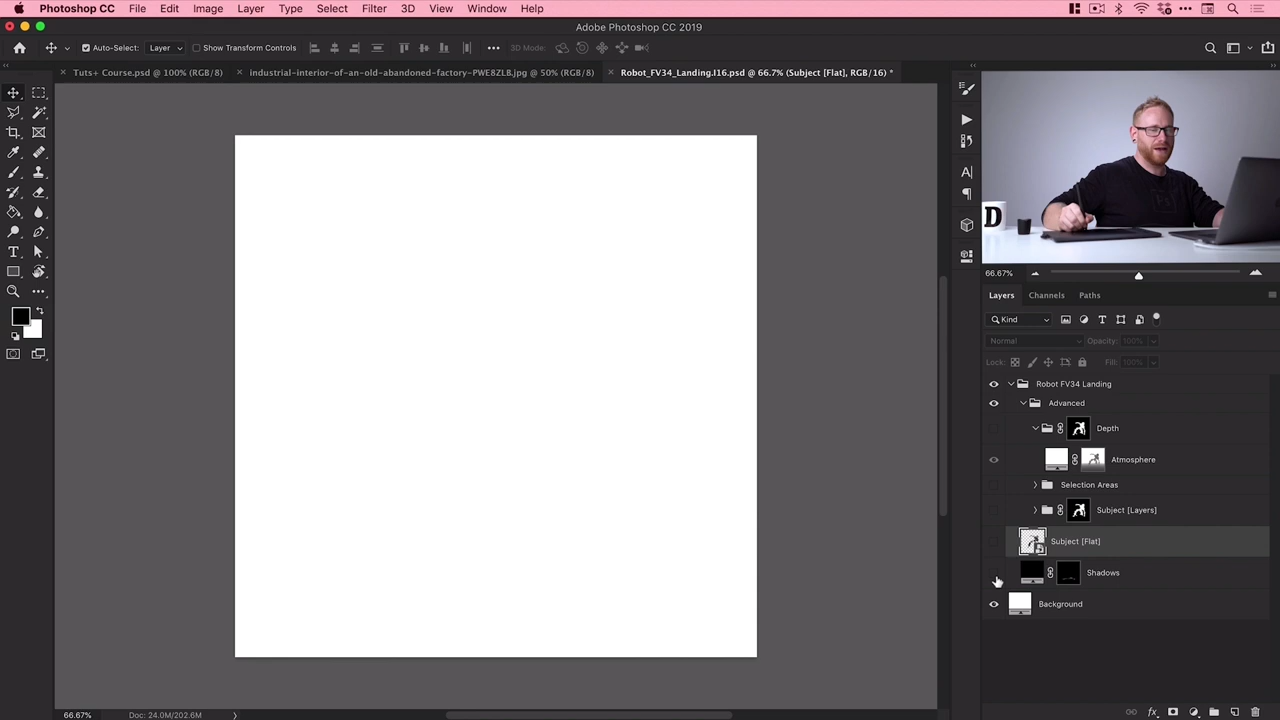 Photoshop CC File Edit Image Layer Type Select Filter 3D View Window Help
Adobe Photoshop CC 2019
Auto-Select: Layer Show Transform Controls 3D Mode:
Tuts+ Course.psd @ 100% (RGB/8) industrial-interior-of-an-old-abandoned-factory-PWE8ZLB.jpg @ 50% (RGB/8) Robot_FV34_Landing.I16.psd @ 66.7% (Subject [Flat], RGB/16) *
D
66.67%
Layers Channels Paths
Kind
Normal Opacity: 100%
Lock: Fill: 100%
Robot FV34 Landing
Advanced
Depth
Atmosphere
Selection Areas
Subject [Layers]
Subject [Flat]
Shadows
Background
66.67% Doc: 24.0M/202.6M